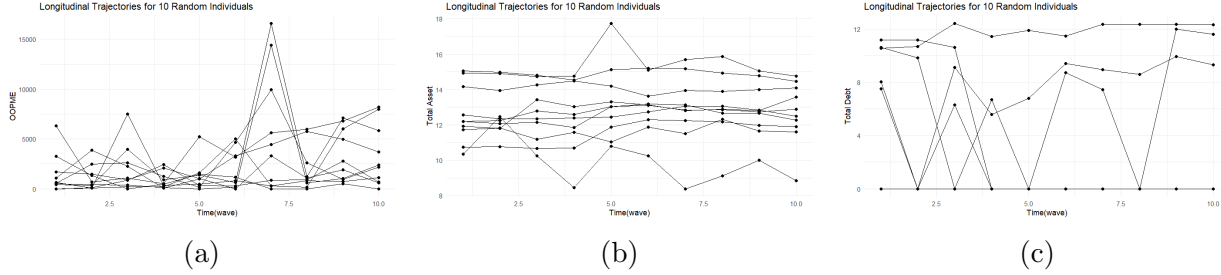 Longitudinal Trajectories for 10 Random Individuals
OOPME
15000
10000
5000
0
2.5 5.0 7.5 10.0
Time(wave)
(a)
Longitudinal Trajectories for 10 Random Individuals
Total Asset
18
16
14
12
10
8
2.5 5.0 7.5 10.0
Time(wave)
(b)
Longitudinal Trajectories for 10 Random Individuals
Total Debt
12
8
4
0
2.5 5.0 7.5 10.0
Time(wave)
(c)